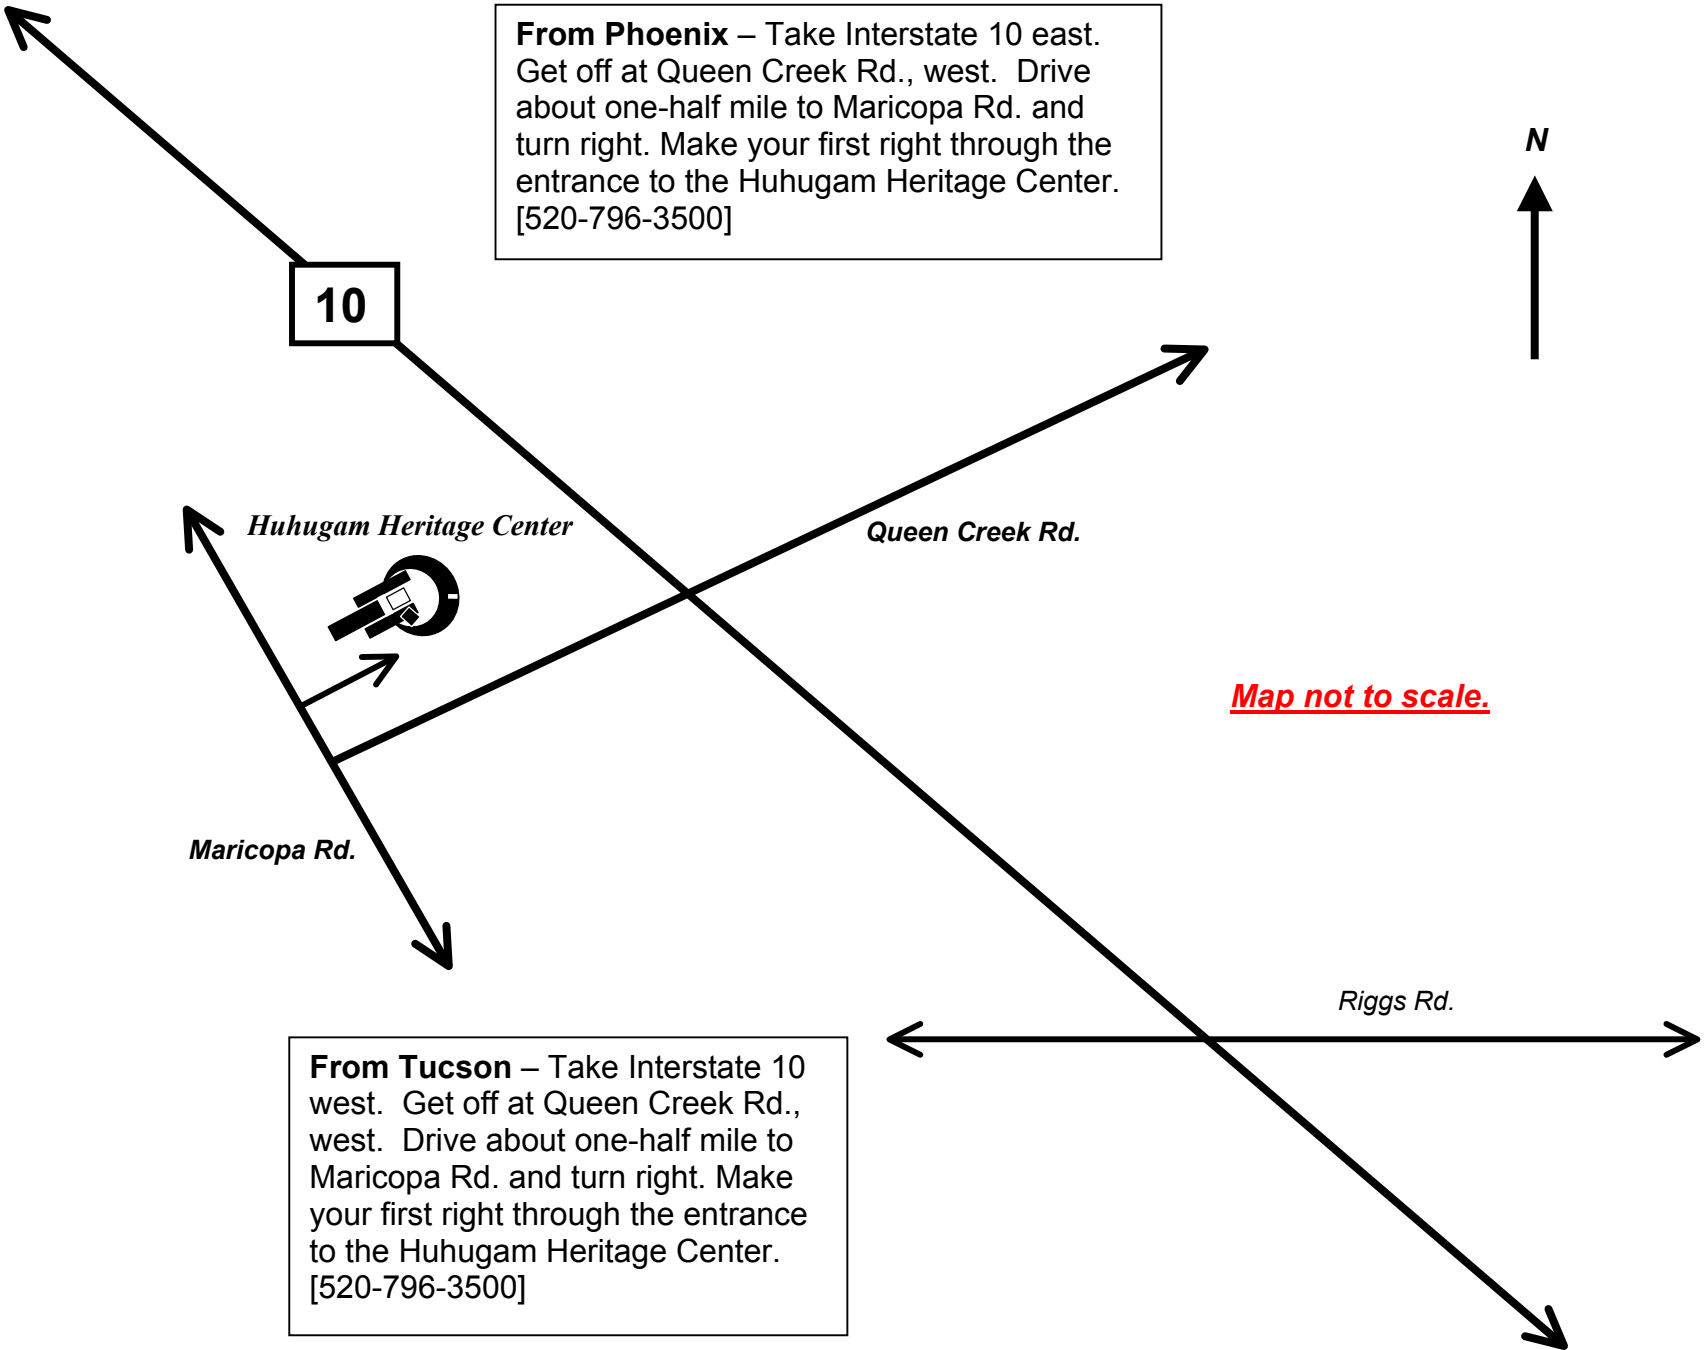 From Phoenix – Take Interstate 10 east.
Get off at Queen Creek Rd., west.  Drive
about one-half mile to Maricopa Rd. and
turn right. Make your first right through the
entrance to the Huhugam Heritage Center.
[520-796-3500]
N
10
Huhugam Heritage Center
Queen Creek Rd.
Map not to scale.
Maricopa Rd.
Riggs Rd.
From Tucson – Take Interstate 10
west.  Get off at Queen Creek Rd.,
west.  Drive about one-half mile to
Maricopa Rd. and turn right. Make
your first right through the entrance
to the Huhugam Heritage Center.
[520-796-3500]